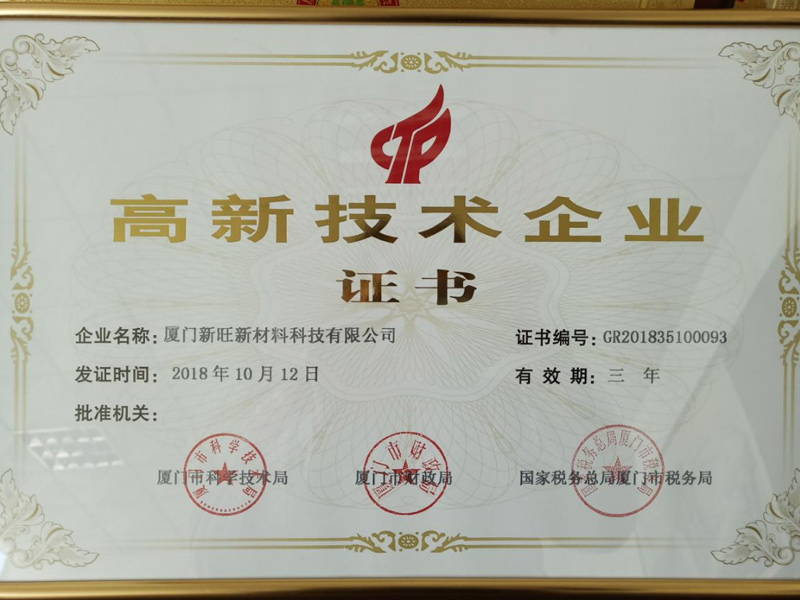 高新技术企业
证书
企业名称：厦门新旺新材料科技有限公司
证书编号：GR201835100093
发证时间：2018年10月12日
有效期：三年
批准机关：
厦门市科学技术局
厦门市财政局
国家税务总局厦门市税务局